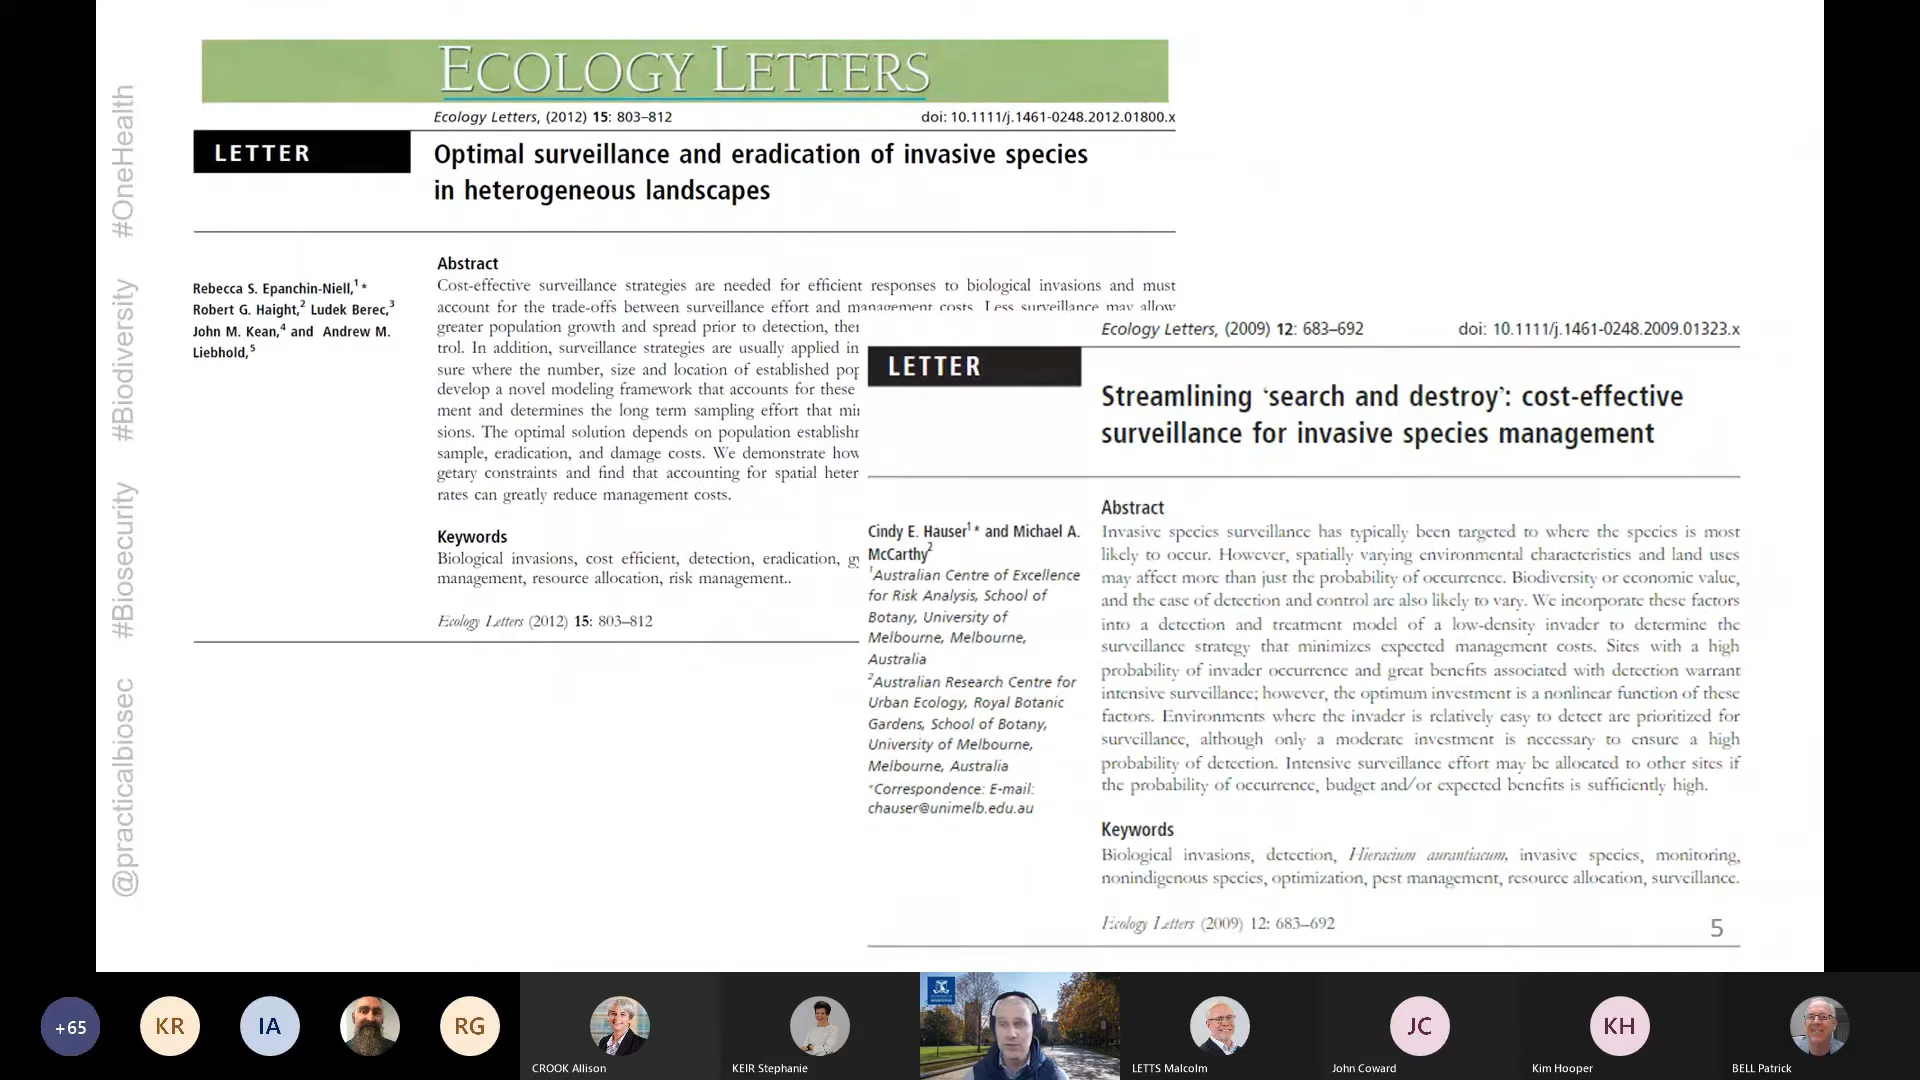 #OneHealth
#Biodiversity
#Biosecurity
@practicalbiosec
ECOLOGY LETTERS
Ecology Letters, (2012) 15: 803–812
doi: 10.1111/j.1461-0248.2012.01800.x
LETTER
Optimal surveillance and eradication of invasive species
in heterogeneous landscapes
Rebecca S. Epanchin-Niell,1*
Robert G. Haight,2 Ludek Berec,3
John M. Kean,4 and Andrew M.
Liebhold,5
Abstract
Cost-effective surveillance strategies are needed for efficient responses to biological invasions and must
account for the trade-offs between surveillance effort and management costs. Less surveillance may allow
greater population growth and spread prior to detection, ther
trol. In addition, surveillance strategies are usually applied in
sure where the number, size and location of established pop
develop a novel modeling framework that accounts for these
ment and determines the long term sampling effort that mi
sions. The optimal solution depends on population establish
sample, eradication, and damage costs. We demonstrate how
getary constraints and find that accounting for spatial heter
rates can greatly reduce management costs.
Keywords
Biological invasions, cost efficient, detection, eradication, gy
management, resource allocation, risk management..
Ecology Letters (2012) 15: 803–812
Ecology Letters, (2009) 12: 683–692
doi: 10.1111/j.1461-0248.2009.01323.x
LETTER
Streamlining ‘search and destroy’: cost-effective
surveillance for invasive species management
Cindy E. Hauser1* and Michael A.
McCarthy2
1Australian Centre of Excellence
for Risk Analysis, School of
Botany, University of
Melbourne, Melbourne,
Australia
2Australian Research Centre for
Urban Ecology, Royal Botanic
Gardens, School of Botany,
University of Melbourne,
Melbourne, Australia
*Correspondence: E-mail:
chauser@unimelb.edu.au
Abstract
Invasive species surveillance has typically been targeted to where the species is most
likely to occur. However, spatially varying environmental characteristics and land uses
may affect more than just the probability of occurrence. Biodiversity or economic value,
and the ease of detection and control are also likely to vary. We incorporate these factors
into a detection and treatment model of a low-density invader to determine the
surveillance strategy that minimizes expected management costs. Sites with a high
probability of invader occurrence and great benefits associated with detection warrant
intensive surveillance; however, the optimum investment is a nonlinear function of these
factors. Environments where the invader is relatively easy to detect are prioritized for
surveillance, although only a moderate investment is necessary to ensure a high
probability of detection. Intensive surveillance effort may be allocated to other sites if
the probability of occurrence, budget and/or expected benefits is sufficiently high.
Keywords
Biological invasions, detection, Hieracium aurantiacum, invasive species, monitoring,
nonindigenous species, optimization, pest management, resource allocation, surveillance.
Ecology Letters (2009) 12: 683–692
5
+65
KR
IA
RG
CROOK Allison
KEIR Stephanie
LETTS Malcolm
JC
John Coward
KH
Kim Hooper
BELL Patrick